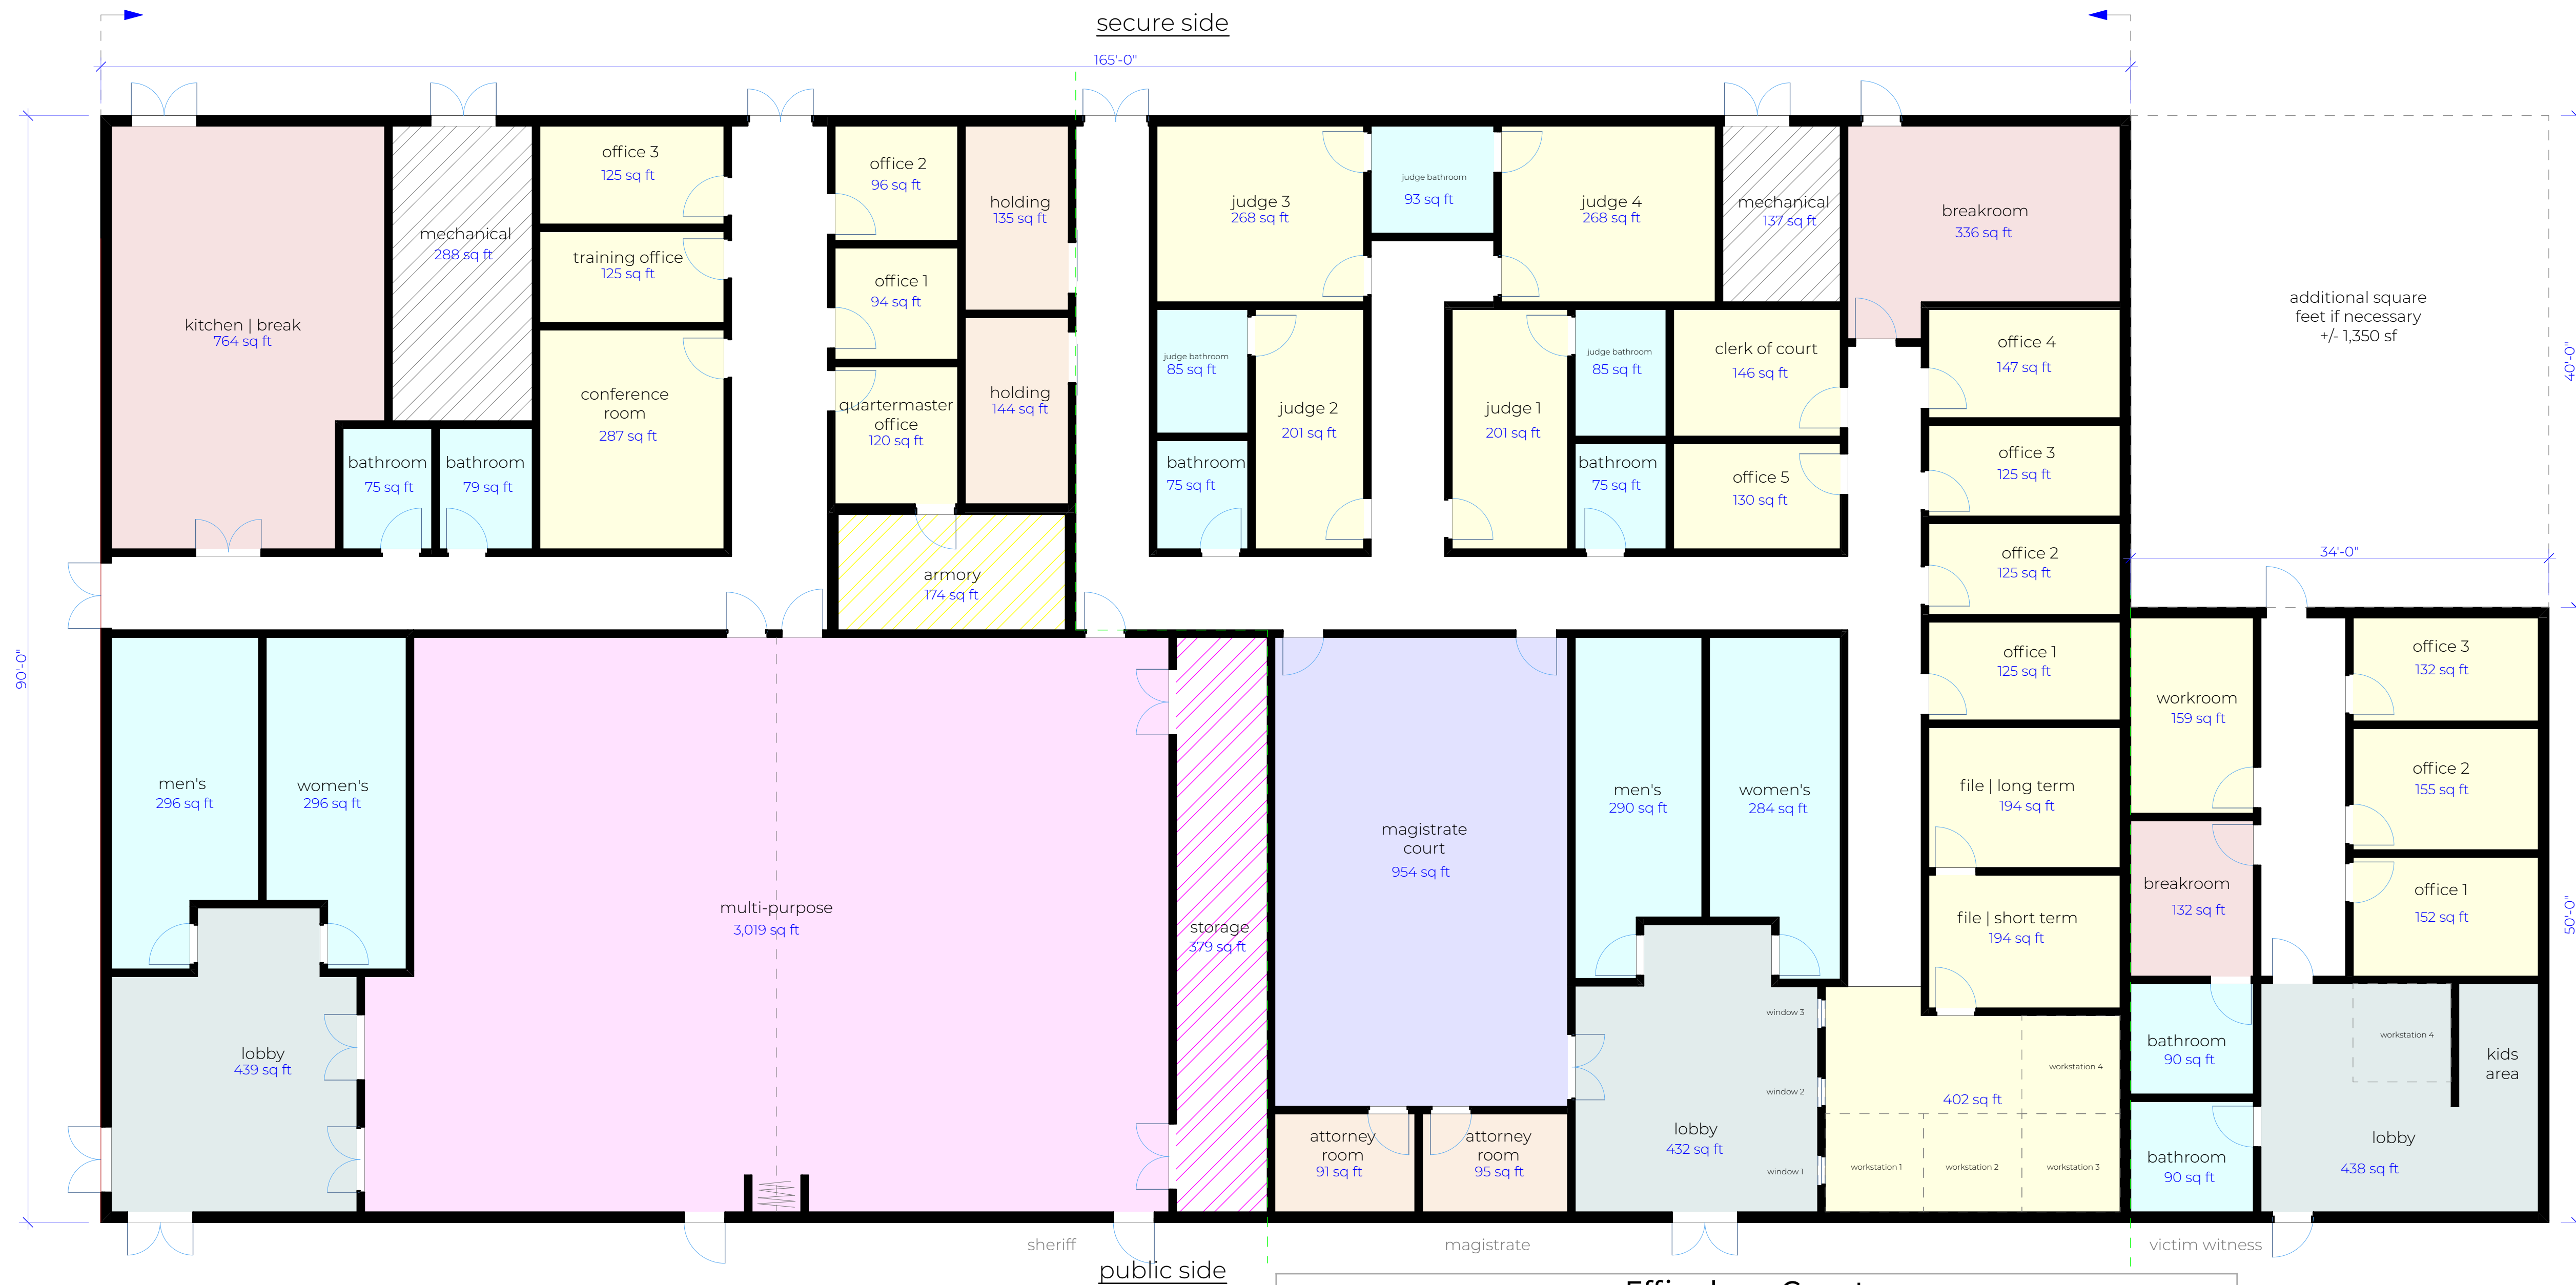 secure side
165'-0"
office 3
125 sq ft
office 2
96 sq ft
holding
135 sq ft
judge 3
268 sq ft
judge bathroom
93 sq ft
judge 4
268 sq ft
mechanical
137 sq ft
breakroom
336 sq ft
mechanical
288 sq ft
training office
125 sq ft
office 1
94 sq ft
kitchen | break
764 sq ft
additional square
feet if necessary
+/- 1,350 sf
40'-0"
conference
room
287 sq ft
quartermaster
office
120 sq ft
holding
144 sq ft
judge bathroom
85 sq ft
judge 2
201 sq ft
judge 1
201 sq ft
judge bathroom
85 sq ft
clerk of court
146 sq ft
office 4
147 sq ft
bathroom
75 sq ft
bathroom
79 sq ft
bathroom
75 sq ft
bathroom
75 sq ft
office 5
130 sq ft
office 3
125 sq ft
armory
174 sq ft
office 2
125 sq ft
34'-0"
90'-0"
office 1
125 sq ft
workroom
159 sq ft
office 3
132 sq ft
men's
296 sq ft
women's
296 sq ft
men's
290 sq ft
women's
284 sq ft
file | long term
194 sq ft
office 2
155 sq ft
magistrate
court
954 sq ft
multi-purpose
3,019 sq ft
storage
379 sq ft
file | short term
194 sq ft
breakroom
132 sq ft
office 1
152 sq ft
50'-0"
lobby
439 sq ft
window 3
window 2
window 1
workstation 4
402 sq ft
bathroom
90 sq ft
workstation 4
kids
area
attorney
room
91 sq ft
attorney
room
95 sq ft
lobby
432 sq ft
workstation 1
workstation 2
workstation 3
bathroom
90 sq ft
lobby
438 sq ft
sheriff
magistrate
victim witness
public side